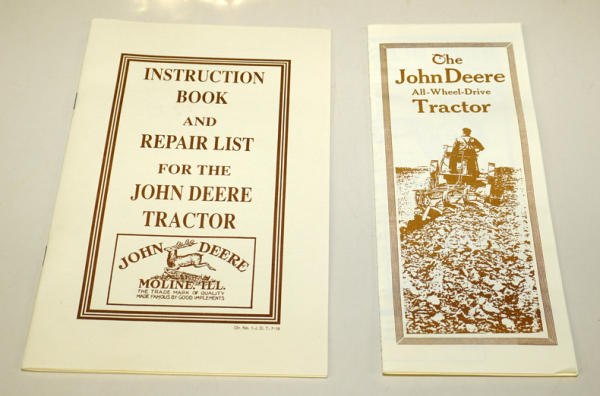 INSTRUCTION
BOOK
AND
REPAIR LIST
FOR THE
JOHN DEERE
TRACTOR
JOHN DEERE
MOLINE, ILL.
THE TRADE MARK OF QUALITY
MADE FAMOUS BY GOOD IMPLEMENTS
The
John Deere
All-Wheel-Drive
Tractor